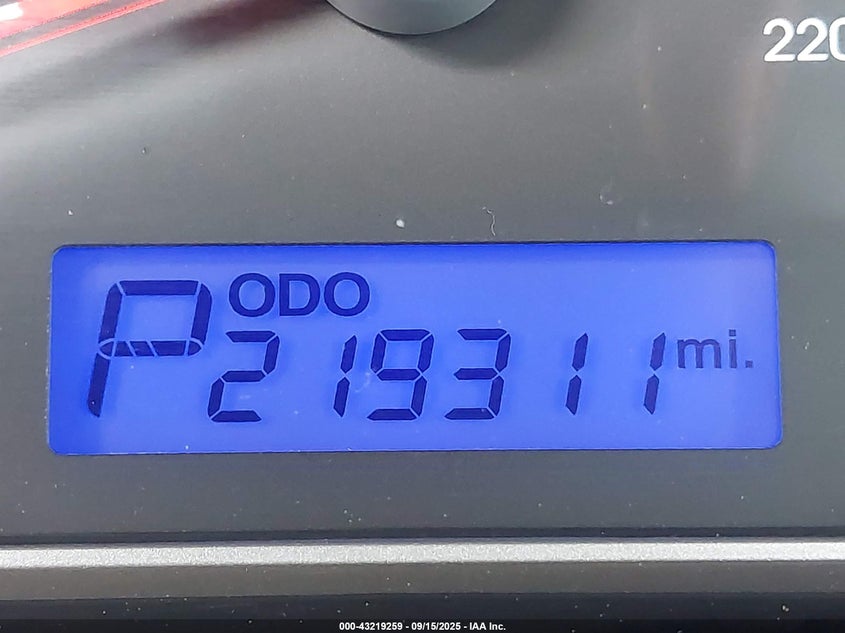 220
P ODO
219311 mi.
000-43219259 - 09/15/2025 - IAA Inc.